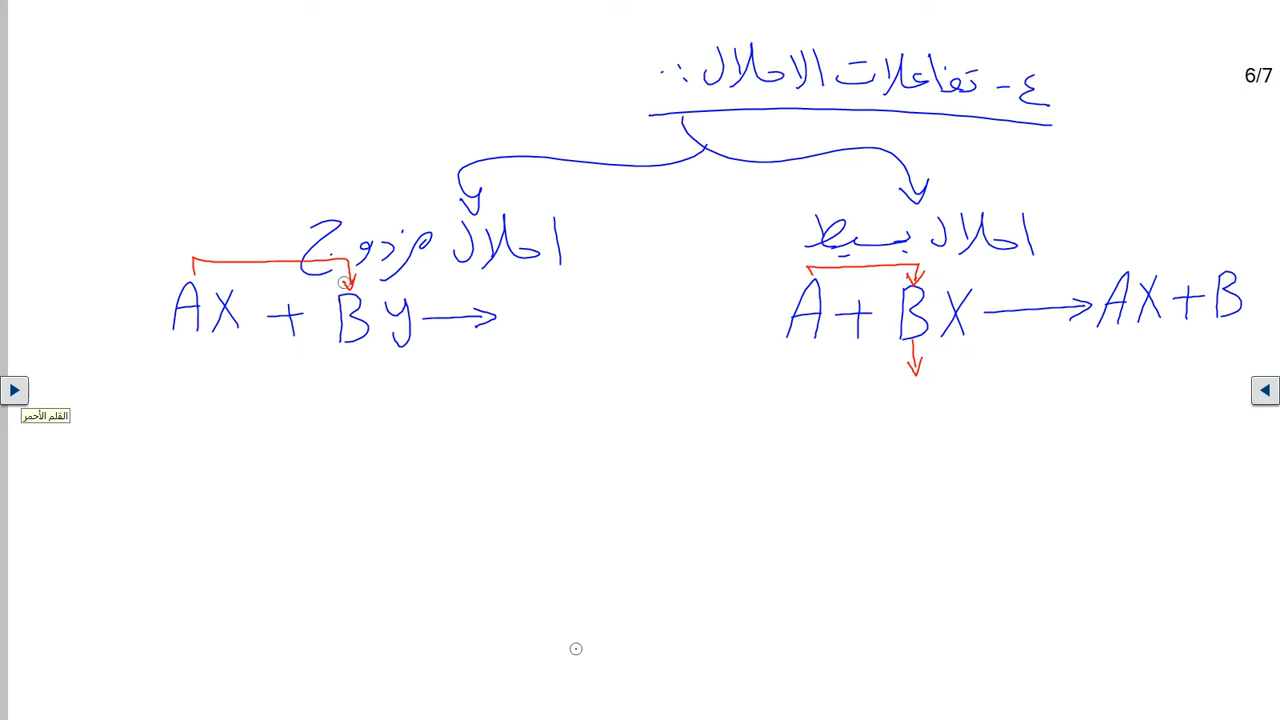 6/7
٤- تفاعلات الاحلال :.
احلال بسيط
احلال مزدوج
A + BX → AX + B
AX + BY →
القلم الأحمر